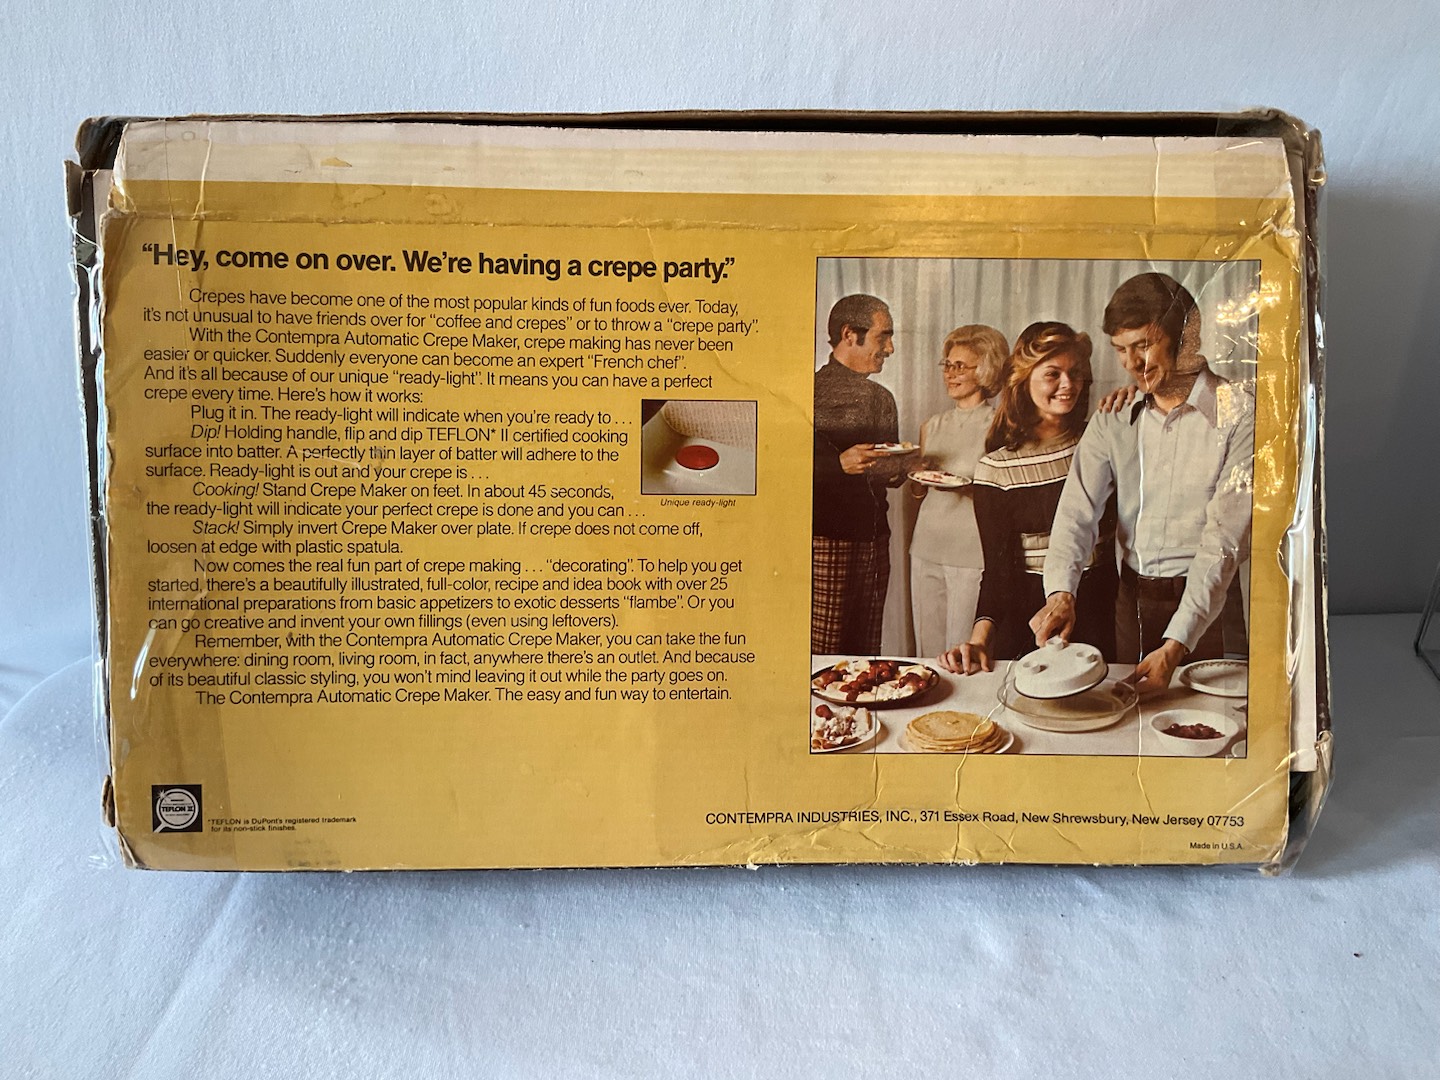 “Hey, come on over. We’re having a crepe party.”
Crepes have become one of the most popular kinds of fun foods ever. Today,
it’s not unusual to have friends over for “coffee and crepes” or to throw a “crepe party”.
With the Contempra Automatic Crepe Maker, crepe making has never been
easier or quicker. Suddenly everyone can become an expert “French chef”.
And it’s all because of our unique “ready-light”. It means you can have a perfect
crepe every time. Here’s how it works:
Plug it in. The ready-light will indicate when you’re ready to . . .
Dip! Holding handle, flip and dip TEFLON* II certified cooking
surface into batter. A perfectly thin layer of batter will adhere to the
surface. Ready-light is out and your crepe is . . .
Cooking! Stand Crepe Maker on feet. In about 45 seconds,
the ready-light will indicate your perfect crepe is done and you can . . .
Unique ready-light
Stack! Simply invert Crepe Maker over plate. If crepe does not come off,
loosen at edge with plastic spatula.
Now comes the real fun part of crepe making . . . “decorating”. To help you get
started, there’s a beautifully illustrated, full-color, recipe and idea book with over 25
international preparations from basic appetizers to exotic desserts “flambe”. Or you
can go creative and invent your own fillings (even using leftovers).
Remember, with the Contempra Automatic Crepe Maker, you can take the fun
everywhere: dining room, living room, in fact, anywhere there’s an outlet. And because
of its beautiful classic styling, you won’t mind leaving it out while the party goes on.
The Contempra Automatic Crepe Maker. The easy and fun way to entertain.
TEFLON II
*TEFLON is DuPont’s registered trademark
for its non-stick finishes.
CONTEMPRA INDUSTRIES, INC., 371 Essex Road, New Shrewsbury, New Jersey 07753
Made in U.S.A.